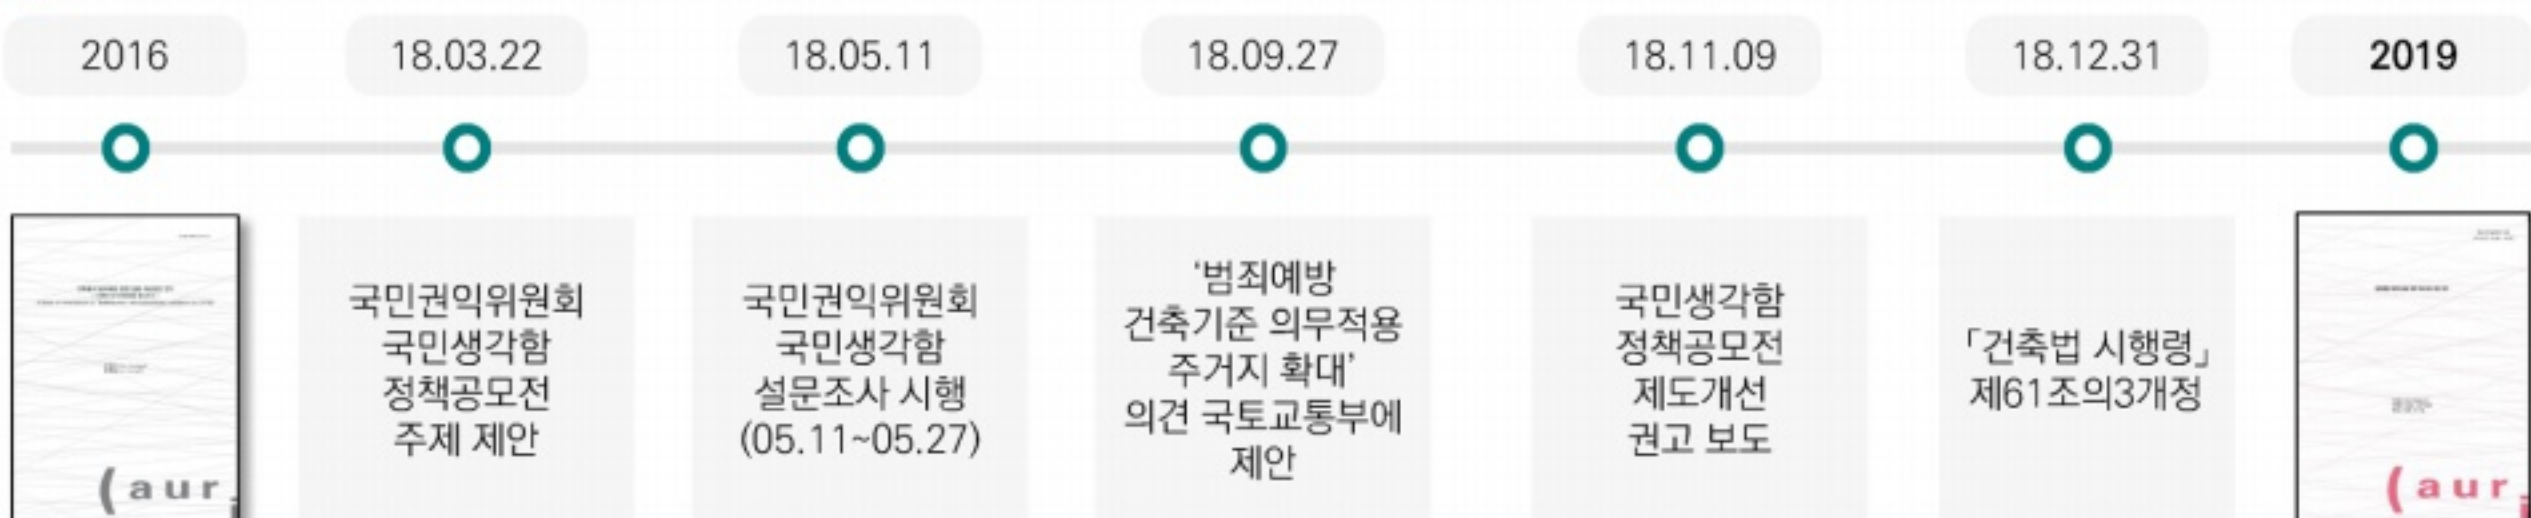 2016
18.03.22
18.05.11
18.09.27
18.11.09
18.12.31
2019
(aur
국민권익위원회
국민생각함
정책공모전
주제 제안
국민권익위원회
국민생각함
설문조사 시행
(05.11~05.27)
‘범죄예방
건축기준 의무적용
주거지 확대’
의견 국토교통부에
제안
국민생각함
정책공모전
제도개선
권고 보도
「건축법 시행령」
제61조의3개정
(aur